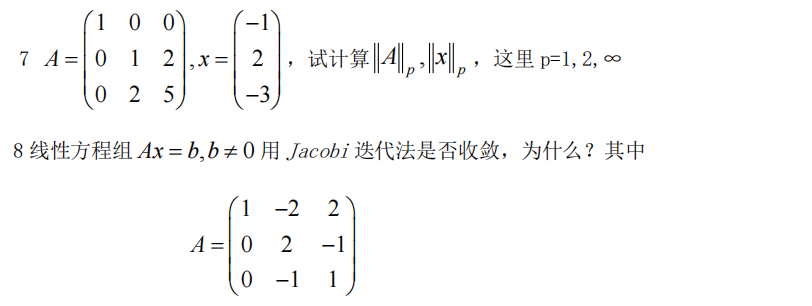 7 A = \begin{pmatrix} 1 & 0 & 0 \\ 0 & 1 & 2 \\ 0 & 2 & 5 \end{pmatrix}, x = \begin{pmatrix} -1 \\ 2 \\ -3 \end{pmatrix}，试计算 \|A\|_p, \|x\|_p，这里 p=1, 2, ∞
8 线性方程组 Ax = b, b ≠ 0 用 Jacobi 迭代法是否收敛，为什么？其中
A = \begin{pmatrix} 1 & -2 & 2 \\ 0 & 2 & -1 \\ 0 & -1 & 1 \end{pmatrix}